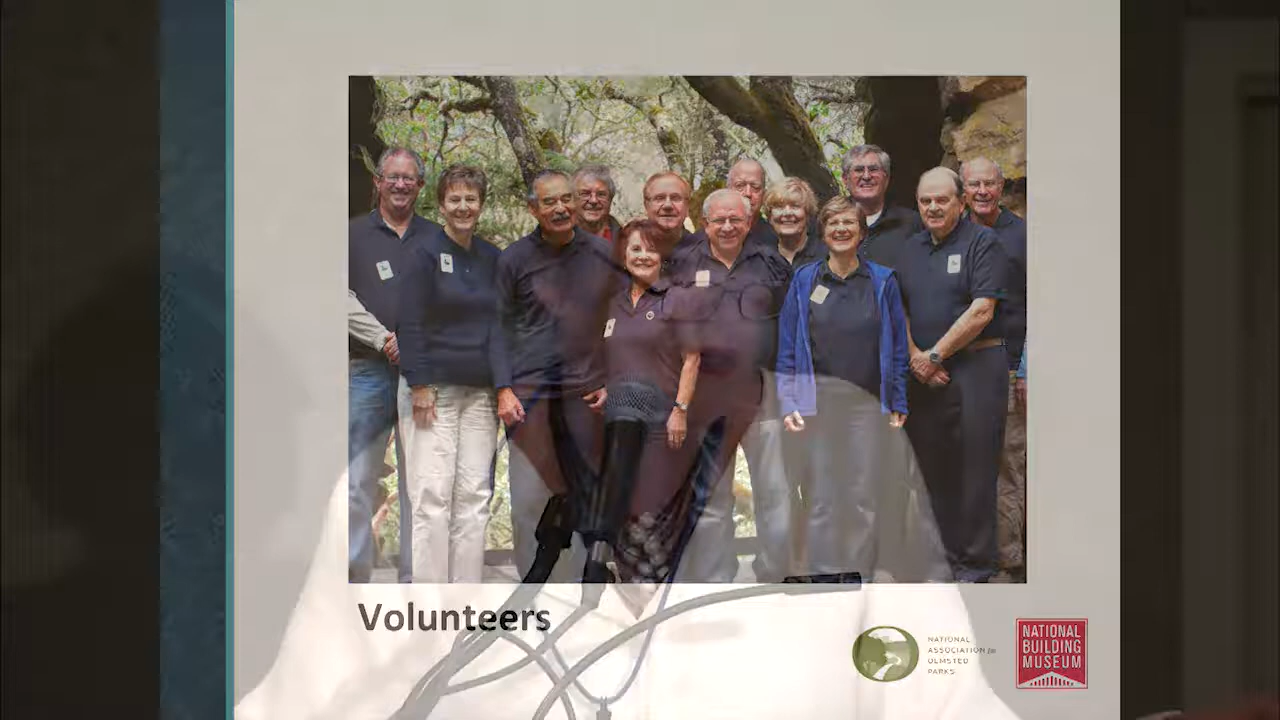 Volunteers
NATIONAL
ASSOCIATION for
OLMSTED
PARKS
NATIONAL
BUILDING
MUSEUM